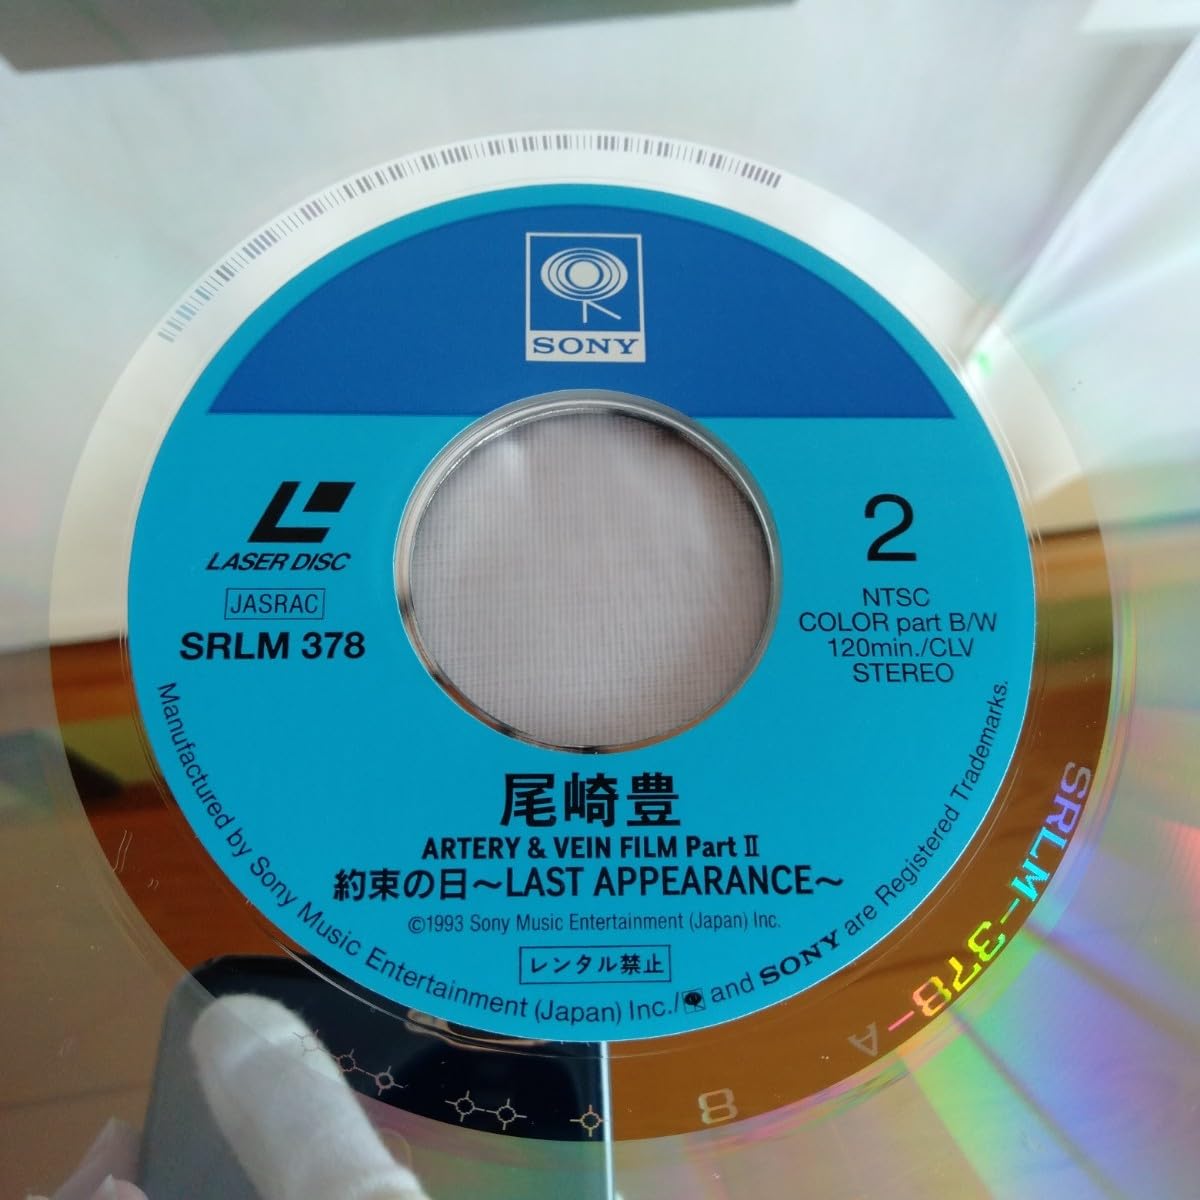 SONY
LASER DISC
JASRAC
SRLM 378
2
NTSC
COLOR part B/W
120min./CLV
STEREO
尾崎豊
ARTERY & VEIN FILM Part Ⅱ
約束の日〜LAST APPEARANCE〜
©1993 Sony Music Entertainment (Japan) Inc.
レンタル禁止
Manufactured by Sony Music Entertainment (Japan) Inc./ and SONY are Registered Trademarks.
SRLM-378-A
8